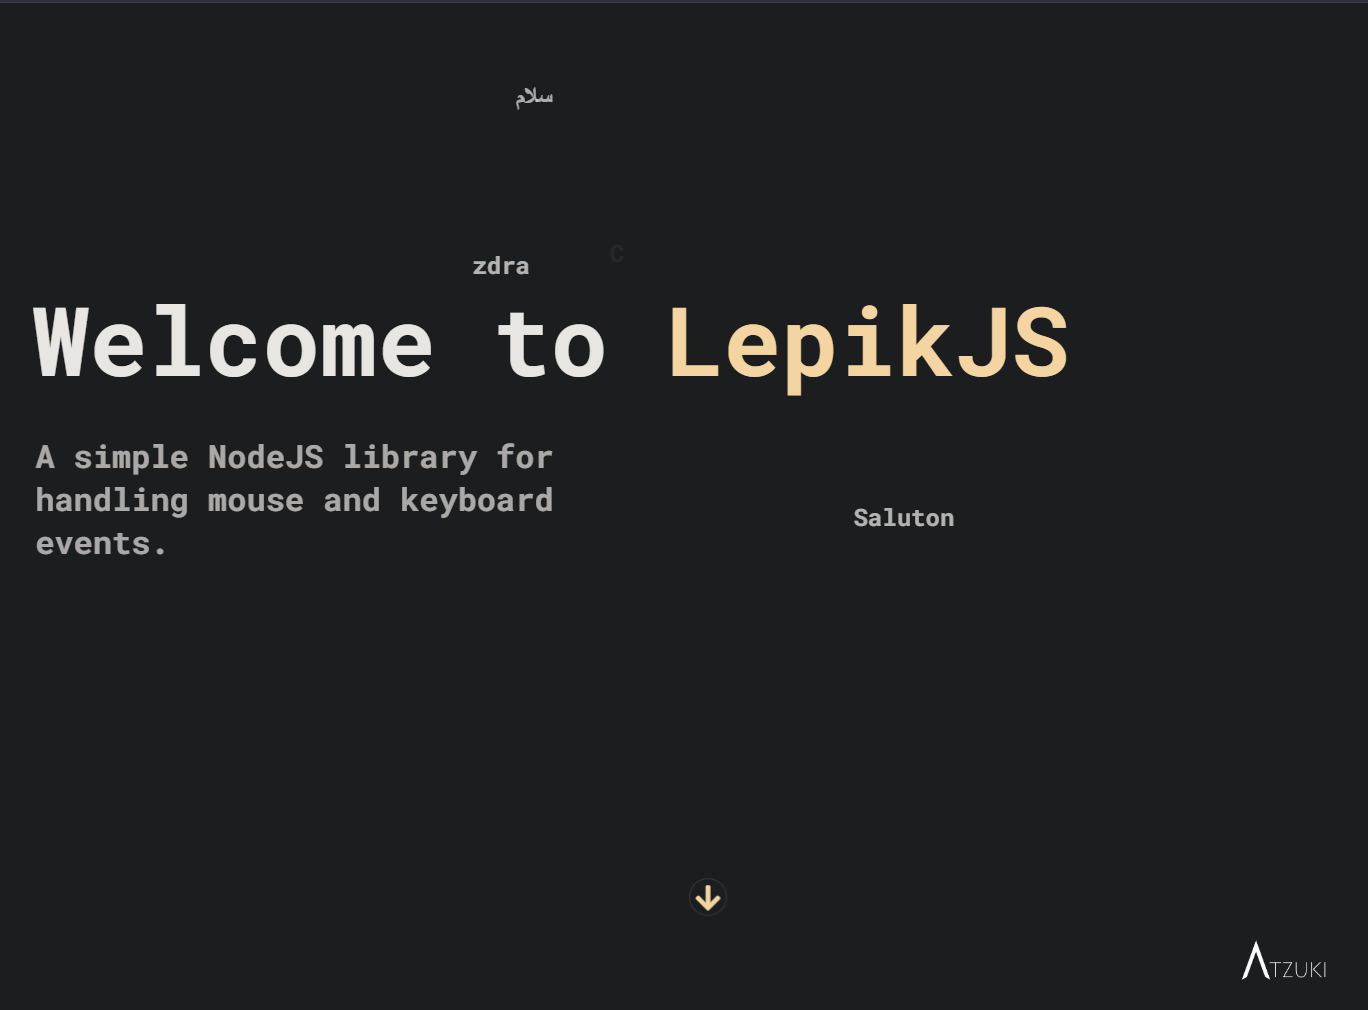 سلام
zdra
C
Welcome to LepikJS
A simple NodeJS library for
handling mouse and keyboard
events.
Saluton
ATZUKI